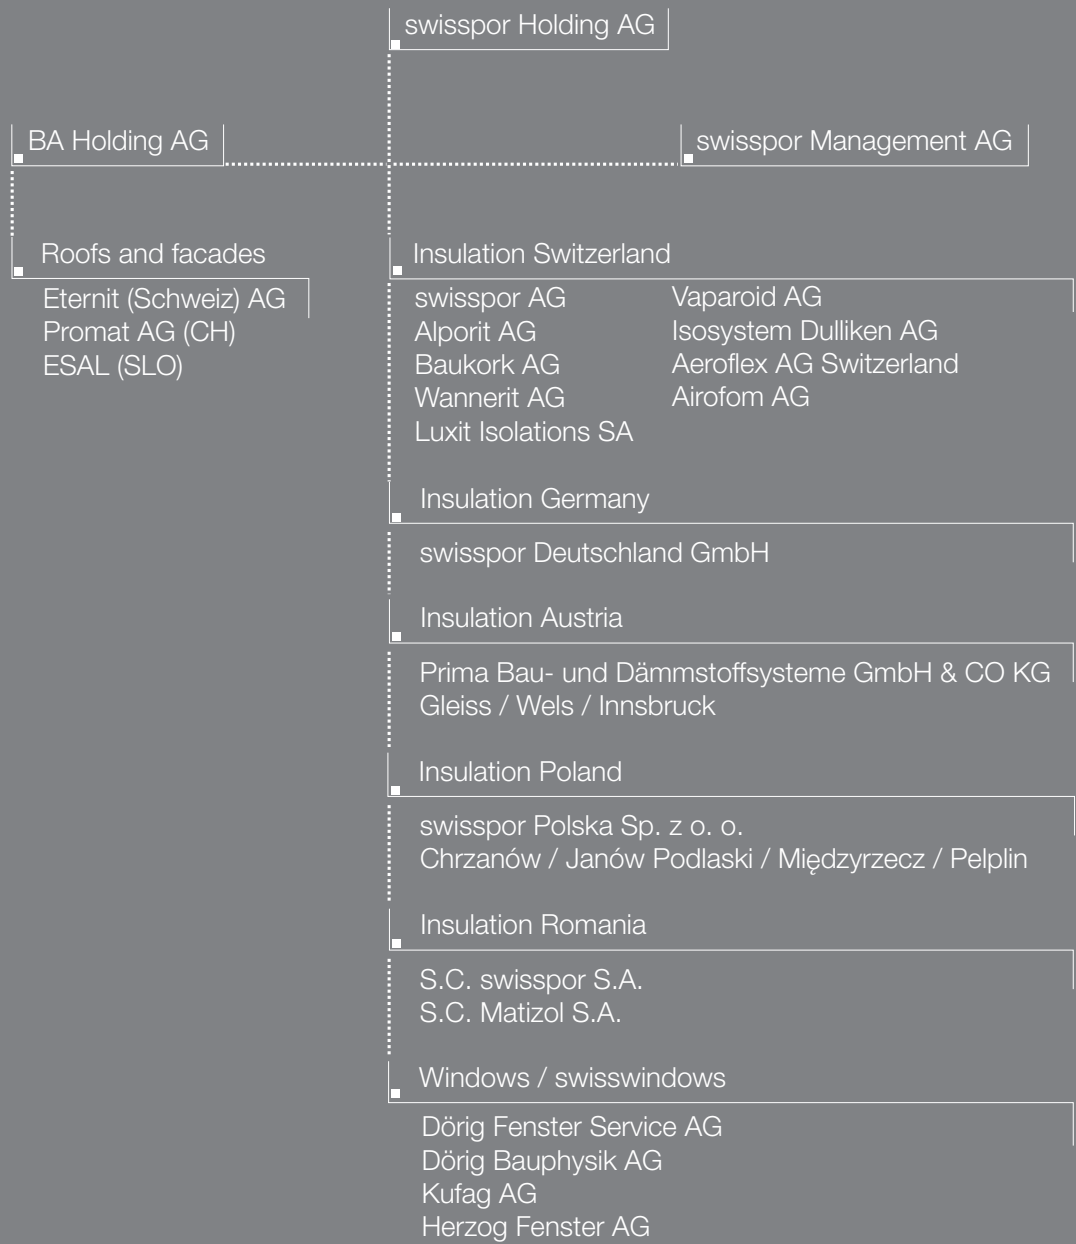 swisspor Holding AG
BA Holding AG
swisspor Management AG
Roofs and facades
Eternit (Schweiz) AG
Promat AG (CH)
ESAL (SLO)
Insulation Switzerland
swisspor AG
Alporit AG
Baukork AG
Wannerit AG
Luxit Isolations SA
Vaparoid AG
Isosystem Dulliken AG
Aeroflex AG Switzerland
Airofom AG
Insulation Germany
swisspor Deutschland GmbH
Insulation Austria
Prima Bau- und Dämmstoffsysteme GmbH & CO KG
Gleiss / Wels / Innsbruck
Insulation Poland
swisspor Polska Sp. z o. o.
Chrzanów / Janów Podlaski / Międzyrzecz / Pelplin
Insulation Romania
S.C. swisspor S.A.
S.C. Matizol S.A.
Windows / swisswindows
Dörig Fenster Service AG
Dörig Bauphysik AG
Kufag AG
Herzog Fenster AG